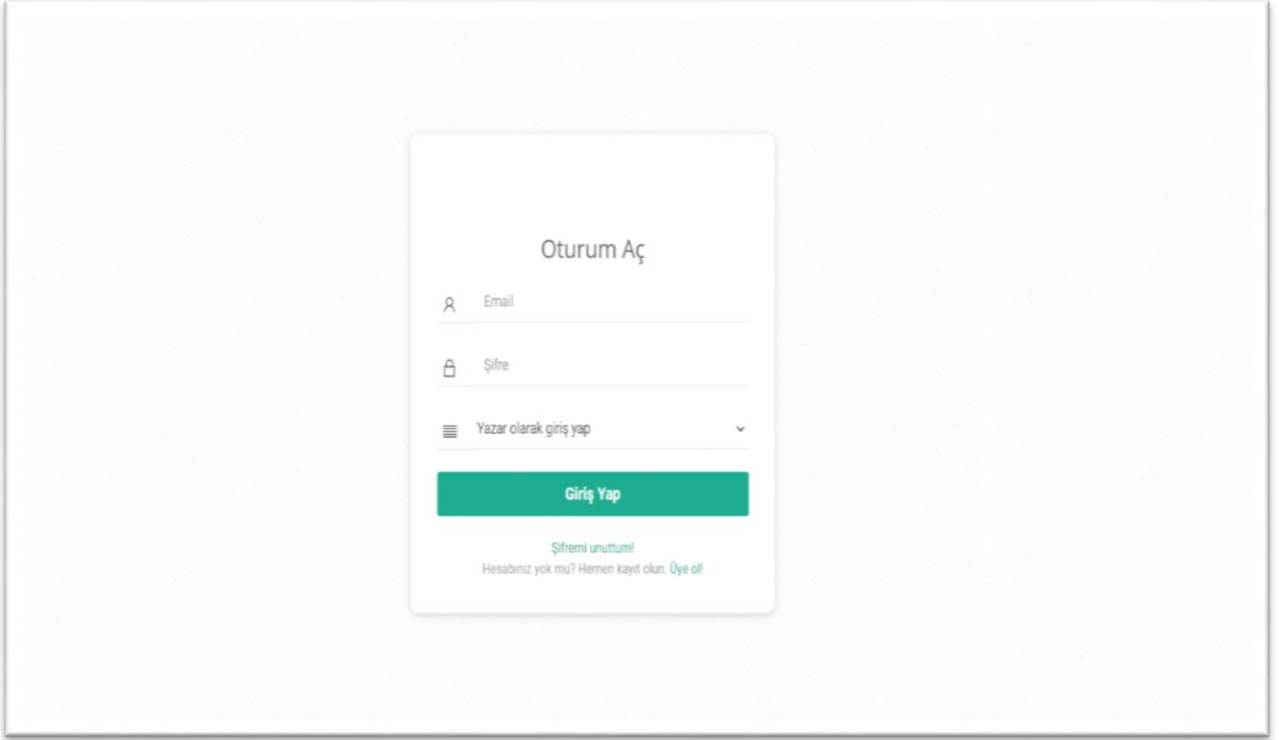 Oturum Aç
Email
Şifre
Yazar olarak giriş yap
Giriş Yap
Şifremi unuttum!
Hesabınız yok mu? Hemen kayıt olun. Üye ol!